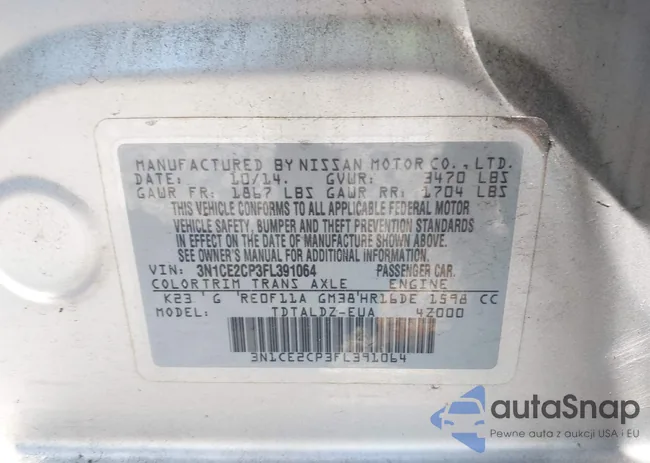 MANUFACTURED BY NISSAN MOTOR CO., LTD.
DATE: 10/14. GVWR: 3470 LBS
GAWR FR: 1867 LBS GAWR RR: 1704 LBS
THIS VEHICLE CONFORMS TO ALL APPLICABLE FEDERAL MOTOR
VEHICLE SAFETY, BUMPER AND THEFT PREVENTION STANDARDS
IN EFFECT ON THE DATE OF MANUFACTURE SHOWN ABOVE.
SEE OWNER'S MANUAL FOR ADDITIONAL INFORMATION
VIN: 3N1CE2CP3FL391064 PASSENGER CAR.
COLOR TRIM TRANS AXLE ENGINE
K23 ' G 'RE0F11A GM38'HR16DE 1598 CC
MODEL: TDTALDZ-EUA 42000
3N1CE2CP3FL391064
autoSnap
Pewne auta z aukcji USA i EU